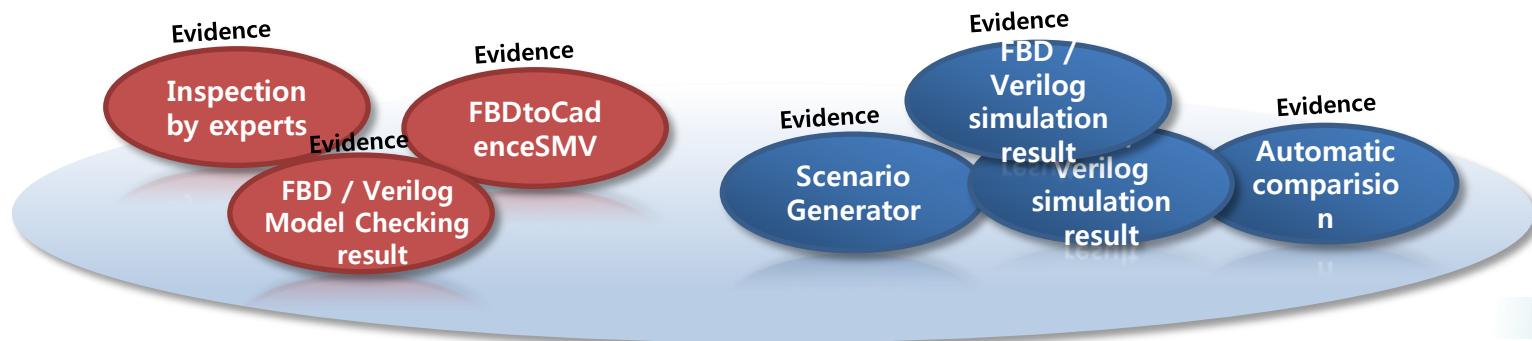 Evidence
Inspection
by experts
Evidence
FBDtoCad
enceSMV
Evidence
FBD / Verilog
Model Checking
result
Evidence
Scenario
Generator
Evidence
FBD /
Verilog
simulation
result
Verilog
simulation
result
Evidence
Automatic
comparisio
n